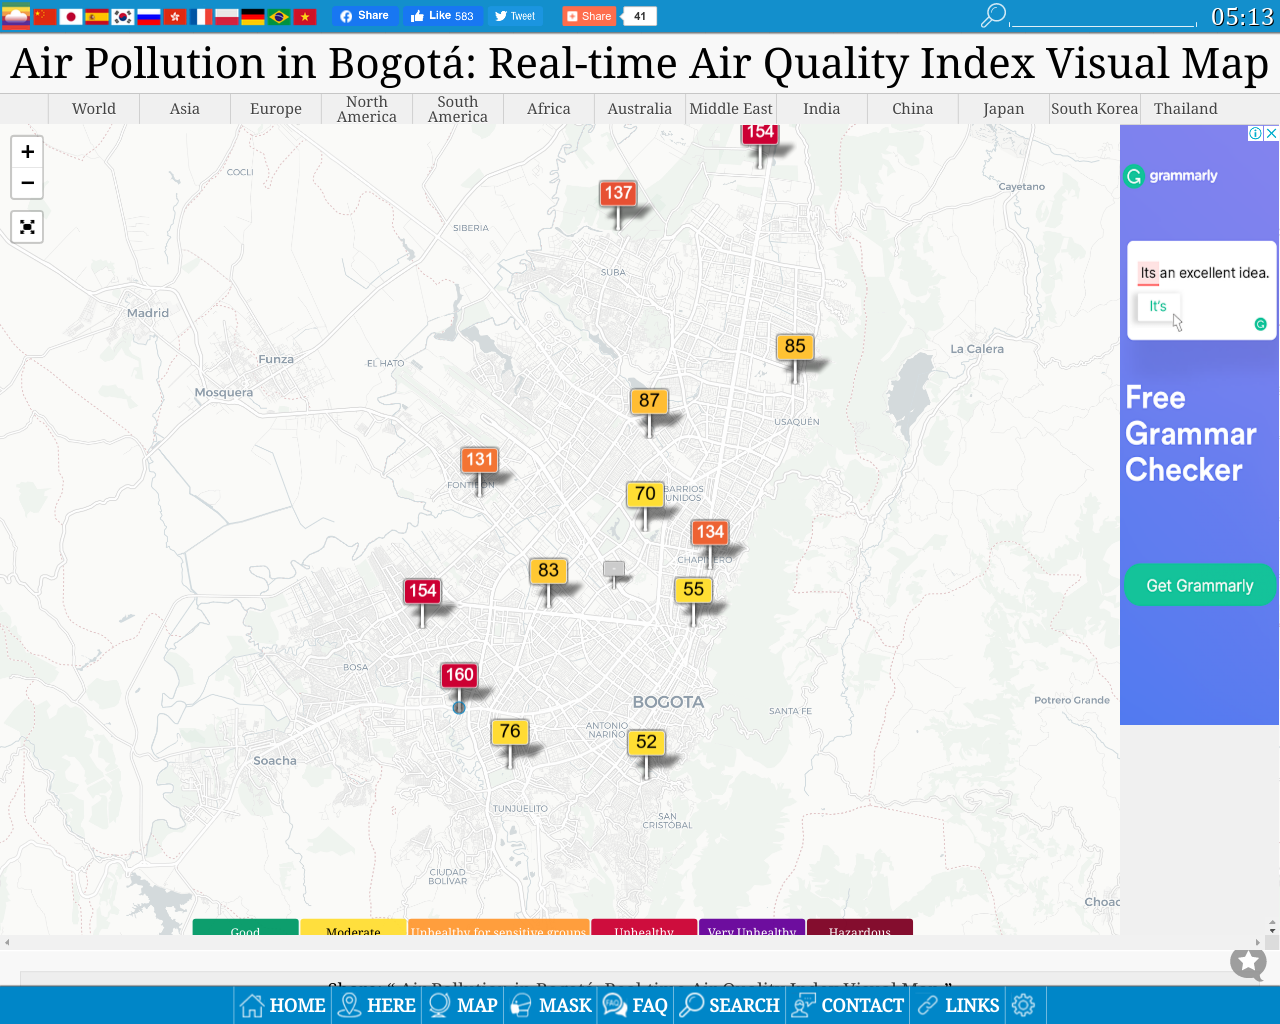 Share
Like 583
Tweet
Share
41
05:13
Air Pollution in Bogotá: Real-time Air Quality Index Visual Map
World
Asia
Europe
North America
South America
Africa
Australia
Middle East
India
China
Japan
South Korea
Thailand
+
−
154
COCLI
137
Cayetano
SIBERIA
SUBA
Madrid
85
Funza
EL HATO
La Calera
Mosquera
87
USAQUÉN
131
FONTIBON
70
BARRIOS
UNIDOS
134
CHAPINERO
83
154
55
BOSA
160
BOGOTA
Potrero Grande
SANTA FE
76
ANTONIO
NARIÑO
52
Soacha
TUNJUELITO
SAN
CRISTÓBAL
CIUDAD
BOLÍVAR
Choac
Good
Moderate
Unhealthy for sensitive groups
Unhealthy
Very Unhealthy
Hazardous
grammarly
Its an excellent idea.
It's
Free
Grammar
Checker
Get Grammarly
Share: “ Air Pollution in Bogotá: Real-time Air Quality Index Visual Map ”
HOME
HERE
MAP
MASK
FAQ
FAQ
SEARCH
CONTACT
LINKS